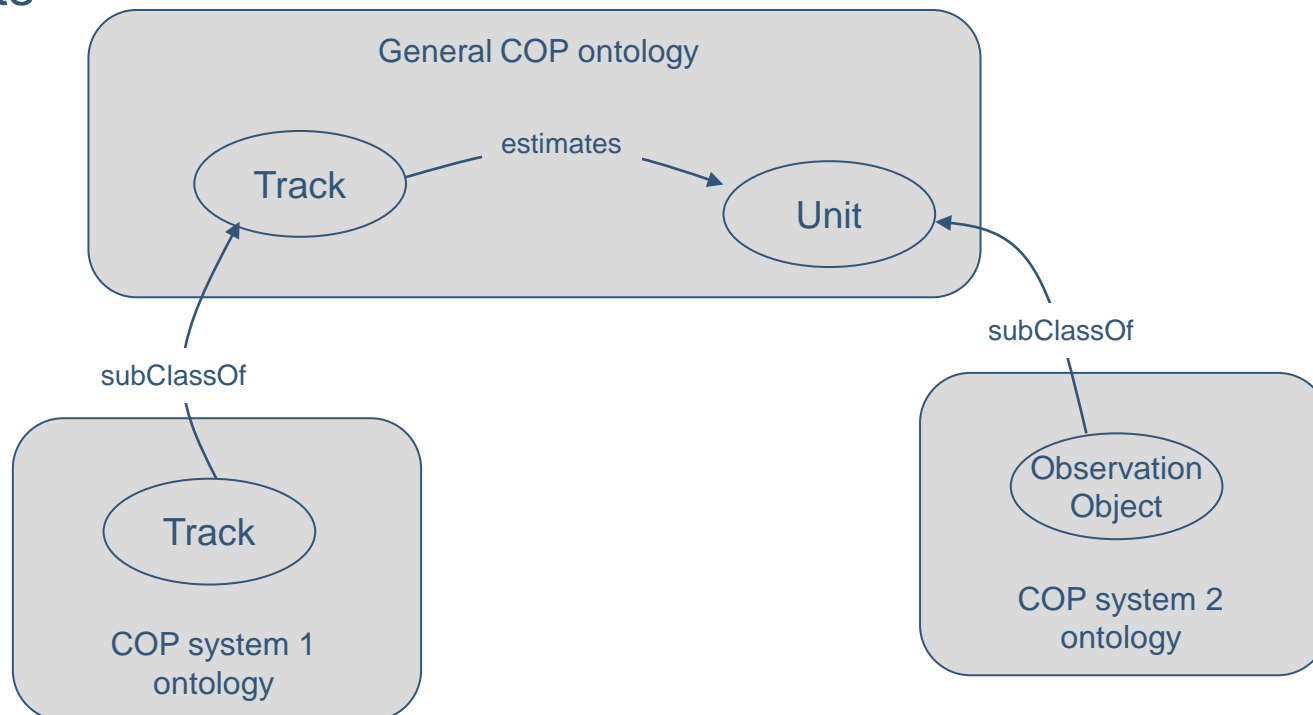 General COP ontology
estimates
Track
Unit
subClassOf
subClassOf
Observation
Object
Track
COP system 2
ontology
COP system 1
ontology